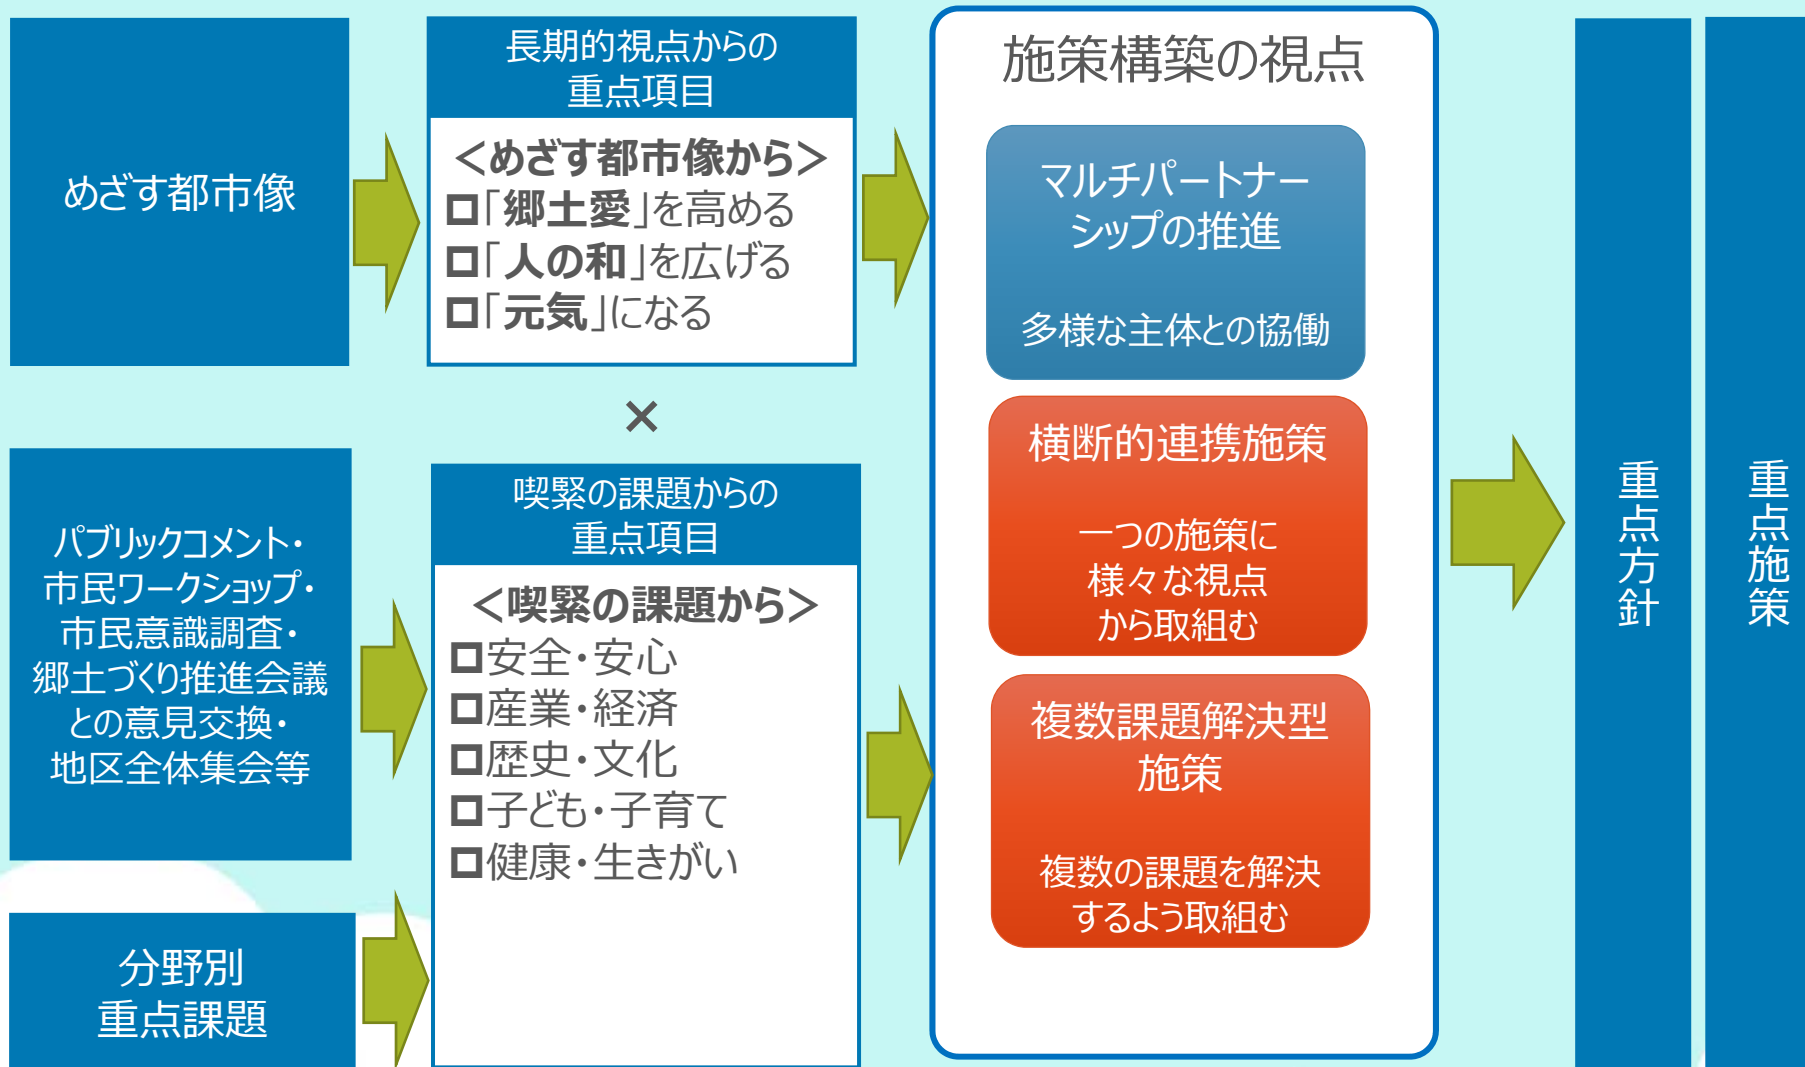 めざす都市像
長期的視点からの
重点項目
＜めざす都市像から＞
□「郷土愛」を高める
□「人の和」を広げる
□「元気」になる
×
パブリックコメント・
市民ワークショップ・
市民意識調査・
郷土づくり推進会議
との意見交換・
地区全体集会等
分野別
重点課題
喫緊の課題からの
重点項目
＜喫緊の課題から＞
□安全・安心
□産業・経済
□歴史・文化
□子ども・子育て
□健康・生きがい
施策構築の視点
マルチパートナー
シップの推進
多様な主体との協働
横断的連携施策
一つの施策に
様々な視点
から取組む
複数課題解決型
施策
複数の課題を解決
するよう取組む
重点方針
重点施策